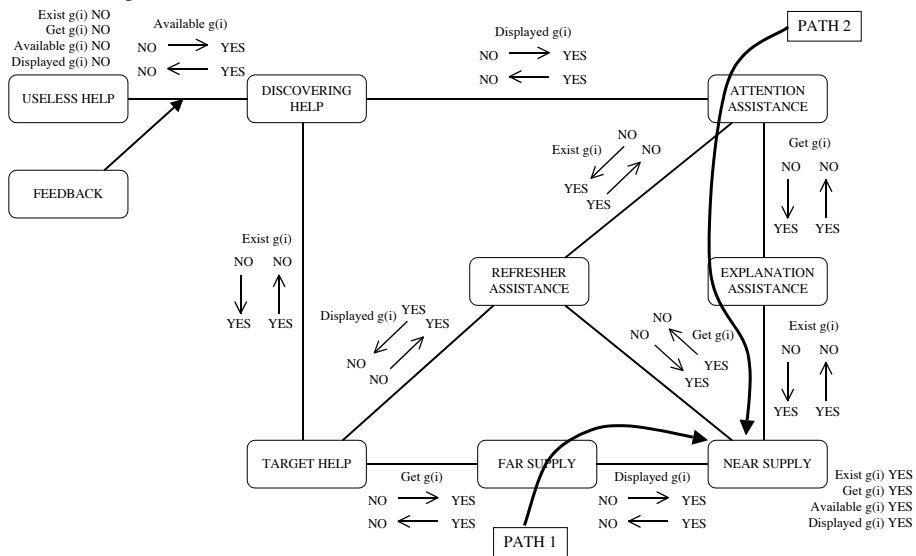 Exist g(i) NO
Get g(i) NO
Available g(i) NO
Displayed g(i) NO
Available g(i)
NO YES
NO YES
Displayed g(i)
NO YES
NO YES
PATH 2
USELESS HELP
DISCOVERING
HELP
ATTENTION
ASSISTANCE
FEEDBACK
Exist g(i)
NO
NO
YES
YES
Get g(i)
NO NO
YES YES
Exist g(i)
NO NO
YES YES
REFRESHER
ASSISTANCE
EXPLANATION
ASSISTANCE
Displayed g(i)
YES
YES
NO
NO
Get g(i)
NO
NO
YES
YES
Exist g(i)
NO NO
YES YES
TARGET HELP
FAR SUPPLY
NEAR SUPPLY
Get g(i)
NO YES
NO YES
Displayed g(i)
NO YES
NO YES
Exist g(i) YES
Get g(i) YES
Available g(i) YES
Displayed g(i) YES
PATH 1